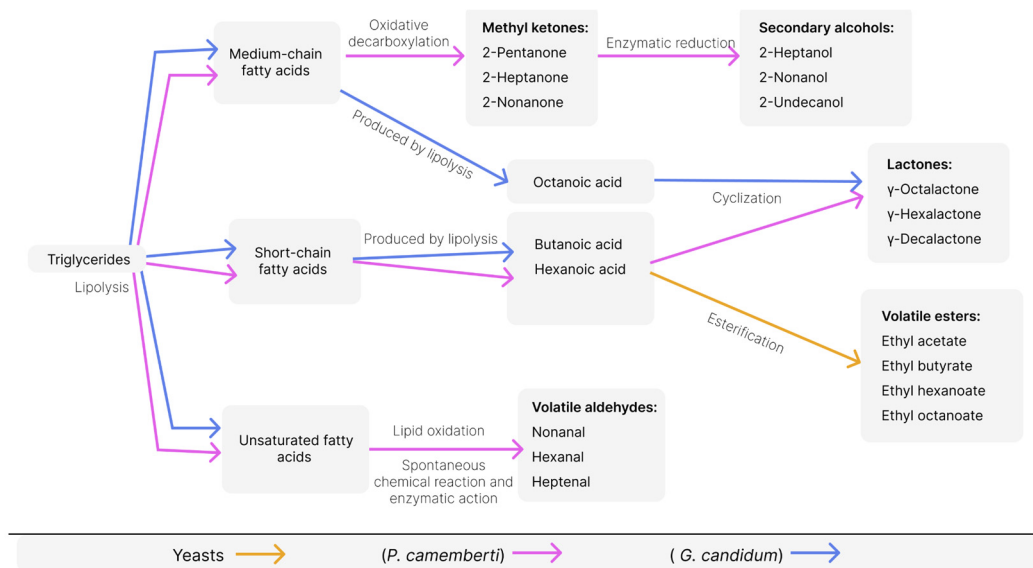 Oxidative
decarboxylation
Medium-chain
fatty acids
Methyl ketones:
2-Pentanone
2-Heptanone
2-Nonanone
Enzymatic reduction
Secondary alcohols:
2-Heptanol
2-Nonanol
2-Undecanol
Produced by lipolysis
Octanoic acid
Cyclization
Lactones:
γ-Octalactone
γ-Hexalactone
γ-Decalactone
Triglycerides
Lipolysis
Short-chain
fatty acids
Produced by lipolysis
Butanoic acid
Hexanoic acid
Esterification
Volatile esters:
Ethyl acetate
Ethyl butyrate
Ethyl hexanoate
Ethyl octanoate
Unsaturated fatty
acids
Lipid oxidation
Spontaneous
chemical reaction and
enzymatic action
Volatile aldehydes:
Nonanal
Hexanal
Heptenal
Yeasts
(P. camemberti)
( G. candidum)